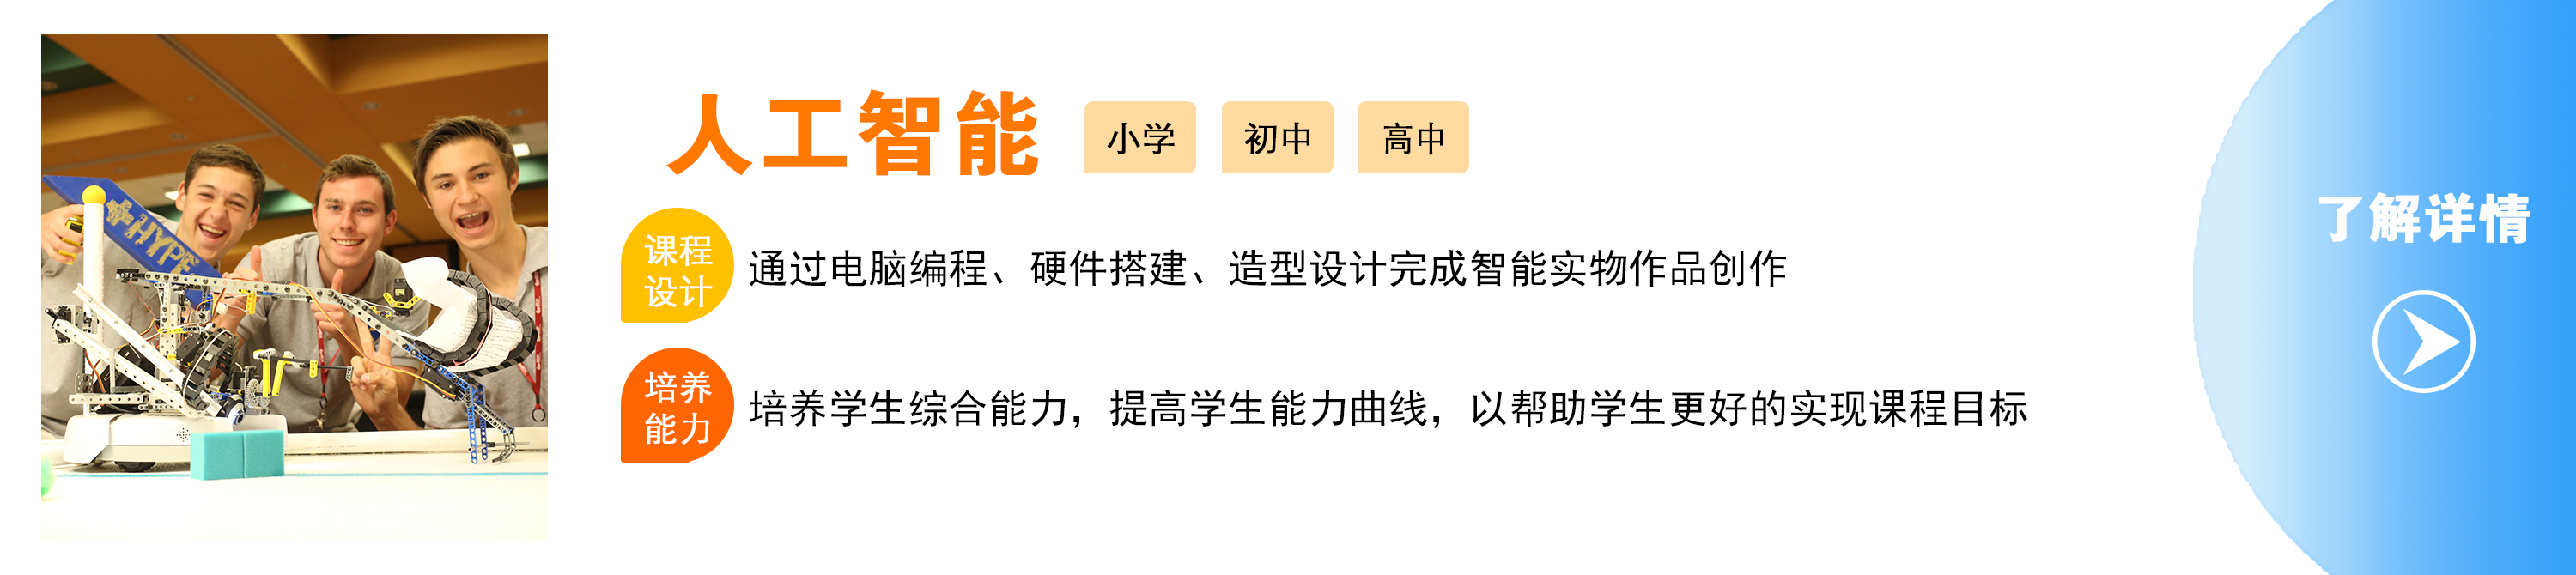 人工智能
小学 初中 高中
课程
设计
通过电脑编程、硬件搭建、造型设计完成智能实物作品创作
培养
能力
培养学生综合能力，提高学生能力曲线，以帮助学生更好的实现课程目标
了解详情
HYPE